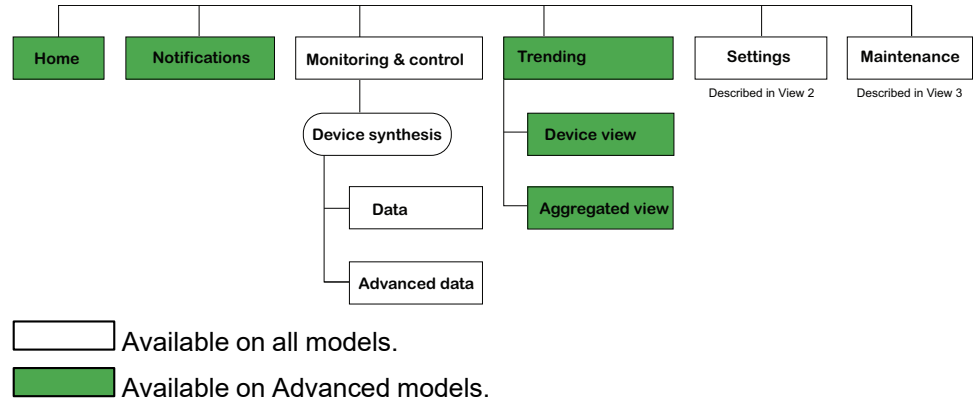 Home
Notifications
Monitoring & control
Trending
Settings
Maintenance
Described in View 2
Described in View 3
Device synthesis
Device view
Data
Aggregated view
Advanced data
Available on all models.
Available on Advanced models.